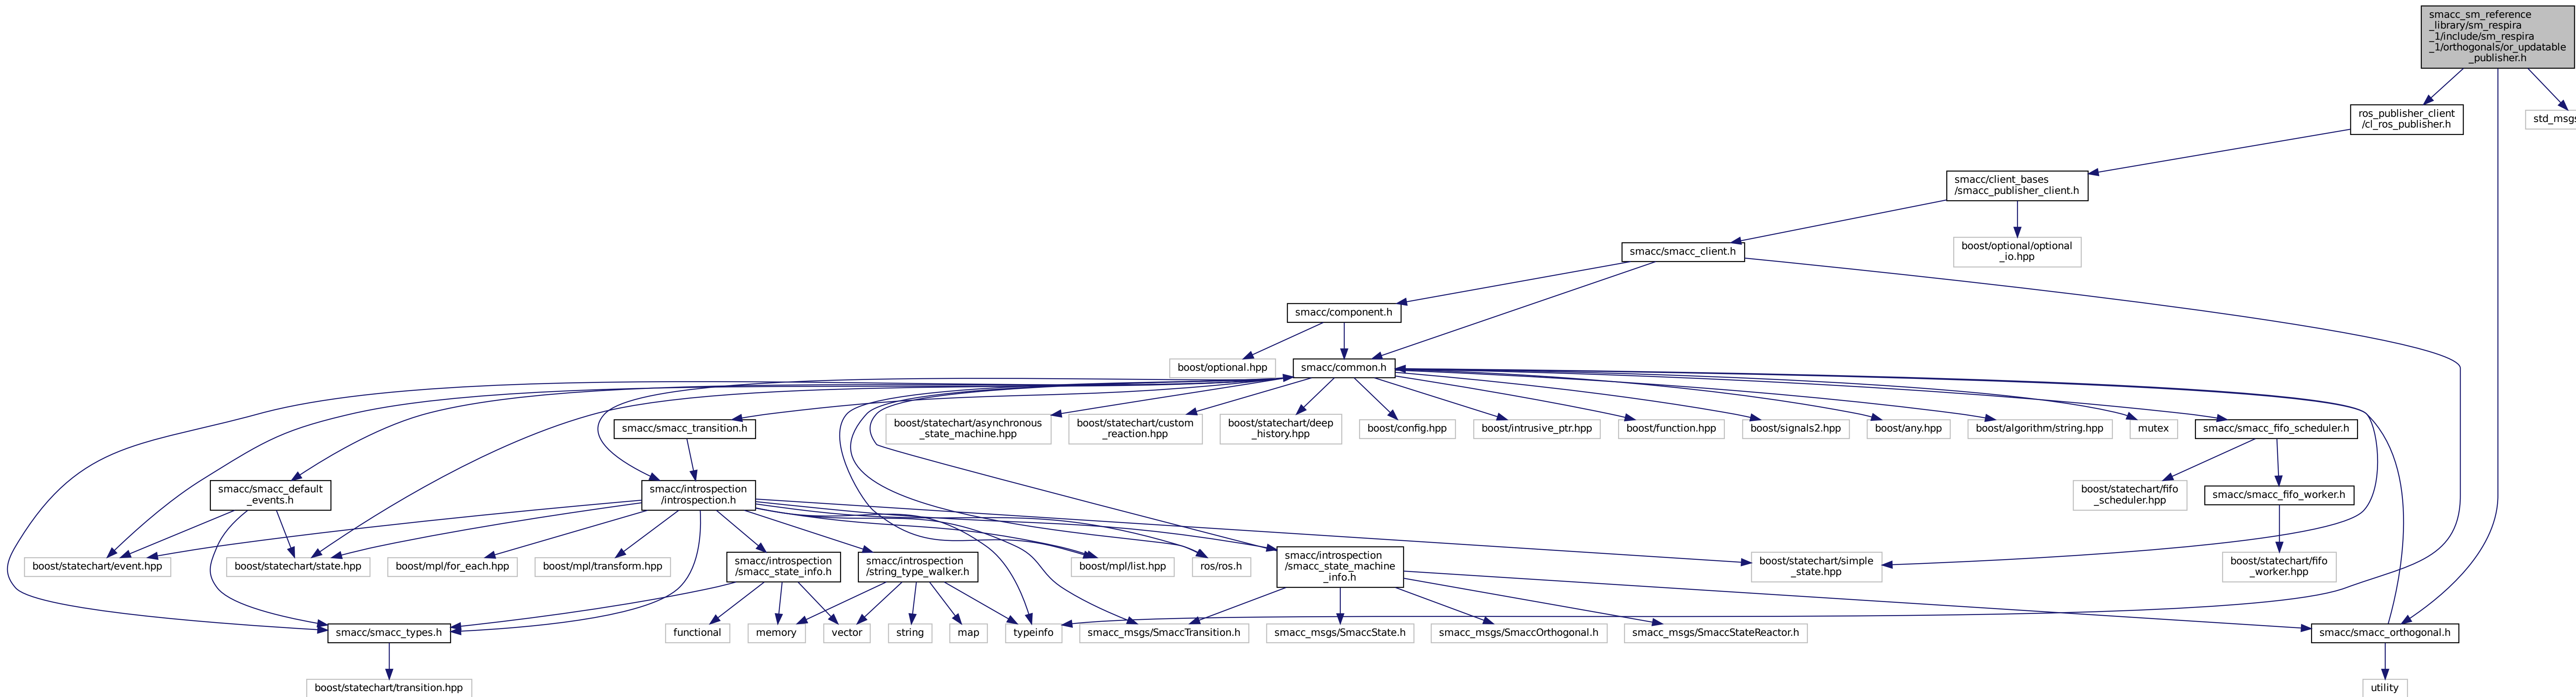 smacc_sm_reference
_library/sm_respira
_1/include/sm_respira
_1/orthogonals/or_updatable
_publisher.h
ros_publisher_client
/cl_ros_publisher.h
std_msgs
smacc/client_bases
/smacc_publisher_client.h
smacc/smacc_client.h
boost/optional/optional
_io.hpp
smacc/component.h
boost/optional.hpp
smacc/common.h
smacc/smacc_transition.h
boost/statechart/asynchronous
_state_machine.hpp
boost/statechart/custom
_reaction.hpp
boost/statechart/deep
_history.hpp
boost/config.hpp
boost/intrusive_ptr.hpp
boost/function.hpp
boost/signals2.hpp
boost/any.hpp
boost/algorithm/string.hpp
mutex
smacc/smacc_fifo_scheduler.h
smacc/smacc_default
_events.h
smacc/introspection
/introspection.h
boost/statechart/fifo
_scheduler.hpp
smacc/smacc_fifo_worker.h
boost/statechart/event.hpp
boost/statechart/state.hpp
boost/mpl/for_each.hpp
boost/mpl/transform.hpp
smacc/introspection
/smacc_state_info.h
smacc/introspection
/string_type_walker.h
boost/mpl/list.hpp
ros/ros.h
smacc/introspection
/smacc_state_machine
_info.h
boost/statechart/simple
_state.hpp
boost/statechart/fifo
_worker.hpp
smacc/smacc_types.h
functional
memory
vector
string
map
typeinfo
smacc_msgs/SmaccTransition.h
smacc_msgs/SmaccState.h
smacc_msgs/SmaccOrthogonal.h
smacc_msgs/SmaccStateReactor.h
smacc/smacc_orthogonal.h
boost/statechart/transition.hpp
utility